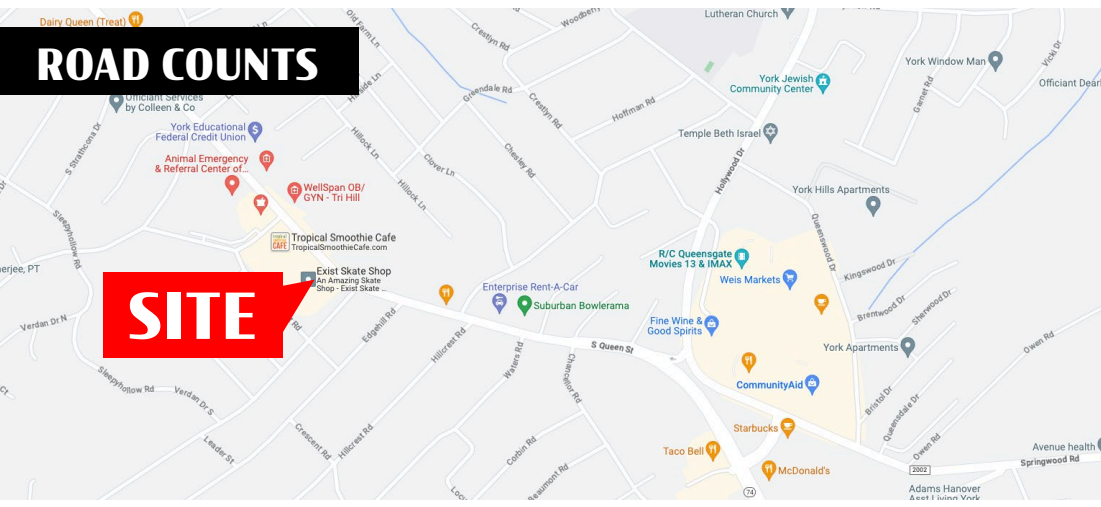 Dairy Queen (Treat)
ROAD COUNTS
Officiant Services
by Colleen & Co
Old Farm Ln
Crestlyn Rd
Woodberry
Lutheran Church
York Window Man
Vicki Dr
Officiant Dear
York Jewish
Community Center
Garnet Rd
Greendale Rd
Crestlyn Rd
Hoffman Rd
Hillside Ln
S Strathcona Dr
York Educational
Federal Credit Union
Hillock Ln
Clover Ln
Chesley Rd
Temple Beth Israel
Hollywood Dr
Animal Emergency
& Referral Center of...
WellSpan OB/
GYN - Tri Hill
Hillock Ln
York Hills Apartments
Queenswood Dr
Sleepyhollow Rd
Tropical Smoothie Cafe
TropicalSmoothieCafe.com
CAFE
erjee, PT
Exist Skate Shop
An Amazing Skate
Shop - Exist Skate ...
R/C Queensgate
Movies 13 & IMAX
Weis Markets
Kingswood Dr
SITE
Enterprise Rent-A-Car
Suburban Bowlerama
Brentwood Dr
Sherwood Dr
Verdan Dr N
Rd
Edgehill Rd
Hillcrest Rd
Waters Rd
Fine Wine &
Good Spirits
S Queen St
York Apartments
Owen Rd
Ct
Sleepyhollow Rd
Verdan Dr S
Chancellor Rd
CommunityAid
Bristol Dr
Queensdale Dr
Leader St
Crescent Rd
Hillcrest Rd
Corbin Rd
Starbucks
Owen Rd
Taco Bell
McDonald's
Avenue health
Springwood Rd
2002
Beaumont Rd
74
Adams Hanover
Asst Living York